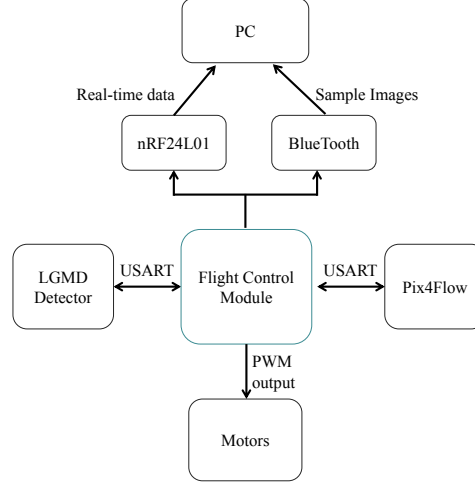 PC
Real-time data
Sample Images
nRF24L01
BlueTooth
LGMD
Detector
USART
Flight Control
Module
USART
Pix4Flow
PWM
output
Motors